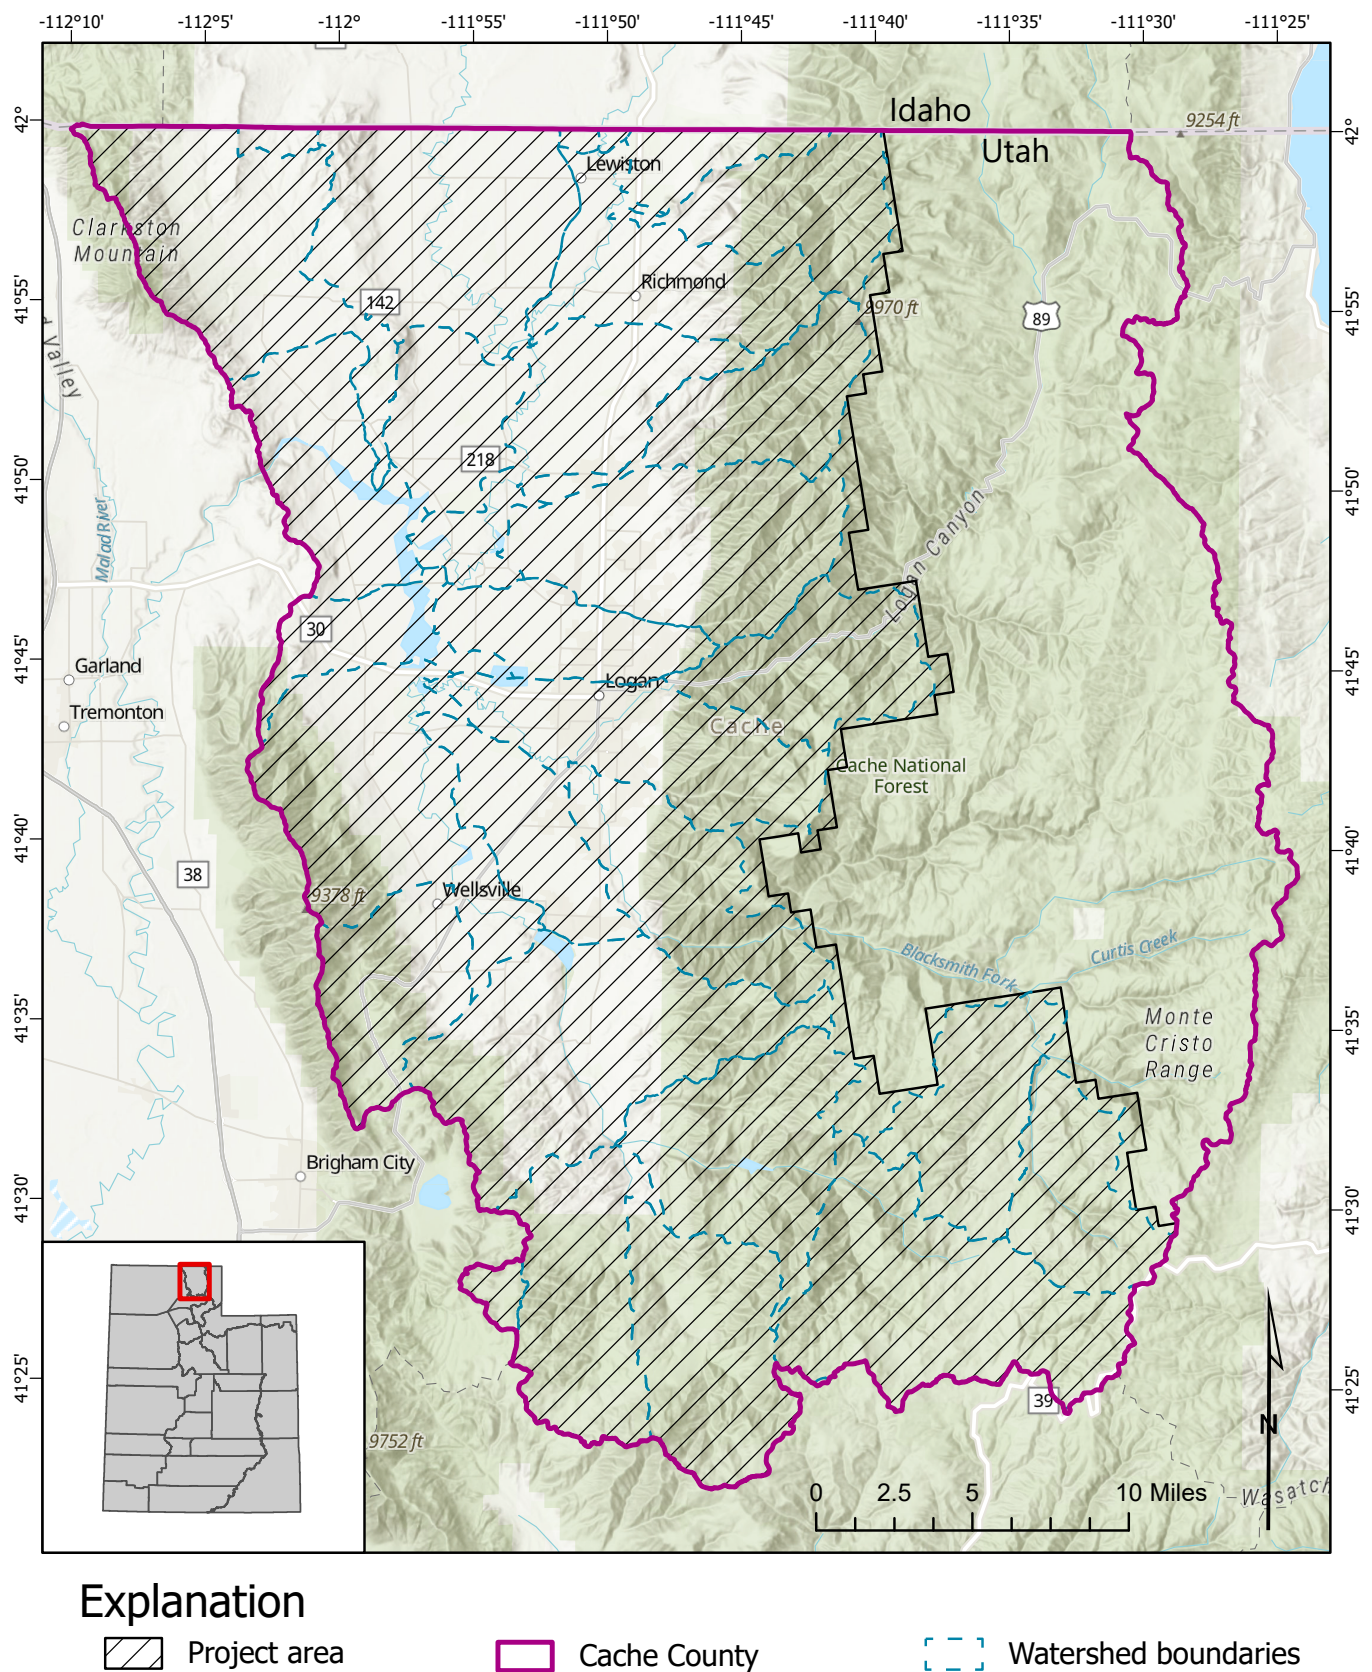 -112°10'
-112°5'
-112°
-111°55'
-111°50'
-111°45'
-111°40'
-111°35'
-111°30'
-111°25'
42°
41°55'
41°50'
41°45'
41°40'
41°35'
41°30'
41°25'
42°
41°55'
41°50'
41°45'
41°40'
41°35'
41°30'
41°25'
Idaho
Utah
9254 ft
Lewiston
Clarkston
Mountain
Richmond
142
9970 ft
89
d Valley
218
Malad River
Logan Canyon
30
Garland
Tremonton
Logan
Cache
Cache National
Forest
38
9378 ft
Wellsville
Blacksmith Fork
Curtis Creek
Monte
Cristo
Range
Brigham City
39
9752 ft
0
2.5
5
10 Miles
N
Wasatch
Explanation
Project area
Cache County
Watershed boundaries